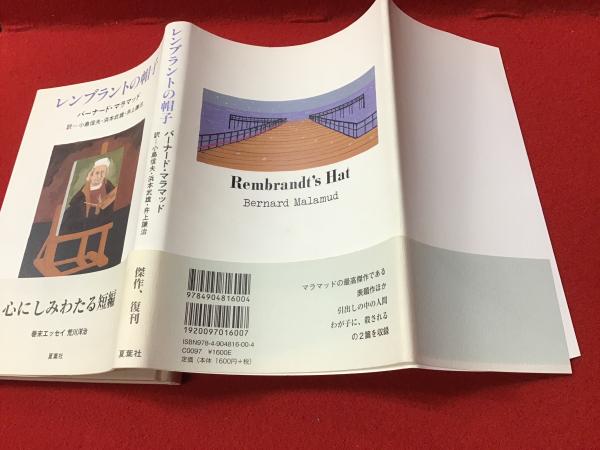 レンブラントの帽子
バーナード・マラマッド
訳=小島信夫・浜本武雄・井上謙治
心にしみわたる短編
巻末エッセイ 荒川洋治
夏葉社
レンブラントの帽子
バーナード・マラマッド
訳=小島信夫・浜本武雄・井上謙治
傑作、復刊
夏葉社
Rembrandt's Hat
Bernard Malamud
9784904816004
1920097016007
ISBN978-4-904816-00-4
C0097 ¥1600E
定価(本体1600円+税)
マラマッドの最高傑作である
表題作ほか
引出しの中の人間
わが子に、殺される
の2篇を収録